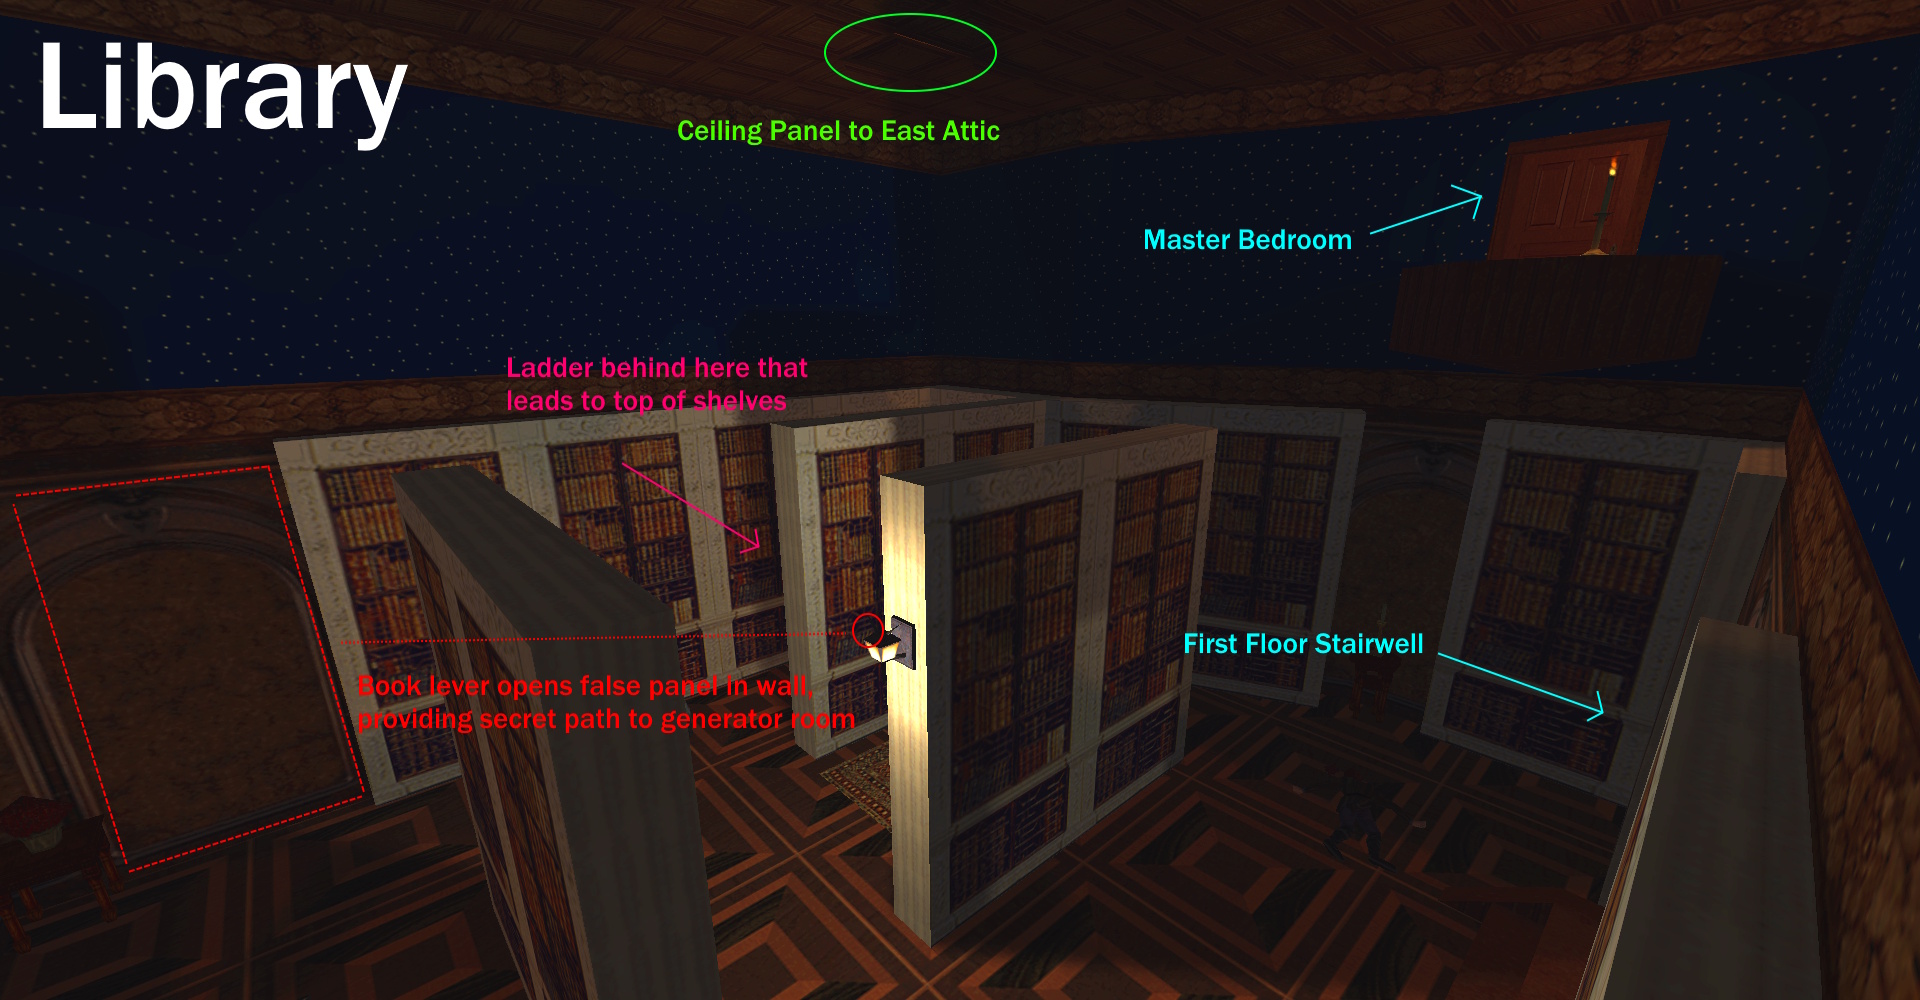 Library
Ceiling Panel to East Attic
Master Bedroom
Ladder behind here that
leads to top of shelves
First Floor Stairwell
Book lever opens false panel in wall,
providing secret path to generator room